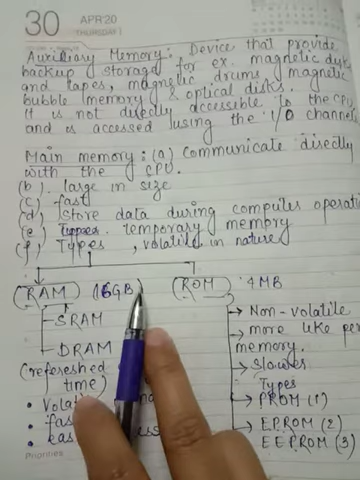 30
APR'20
(THURSDAY)
Auxiliary Memory: Device that provide
backup storage for ex. magnetic dysk
and tapes, magnetic drums, magnetic
bubble memory & optical disks.
It is not directly accessible to the CPU
and is accessed using the I/O channels
Main memory: (a) communicate directly
with the CPU.
(b). large in size
(c) fast
(d) Store data during computer operati
(e) temporary memory
(f) Types, volatile in nature
(RAM) (16GB) (ROM) 4MB
SRAM
DRAM
(refereshed
time)
• Volati
• fas
• eas
→ Non-volatile
→ more like per
memory.
→ Slower
Types
→ PROM (1)
→ EPROM (2)
→ EEPROM (3)
Priorities